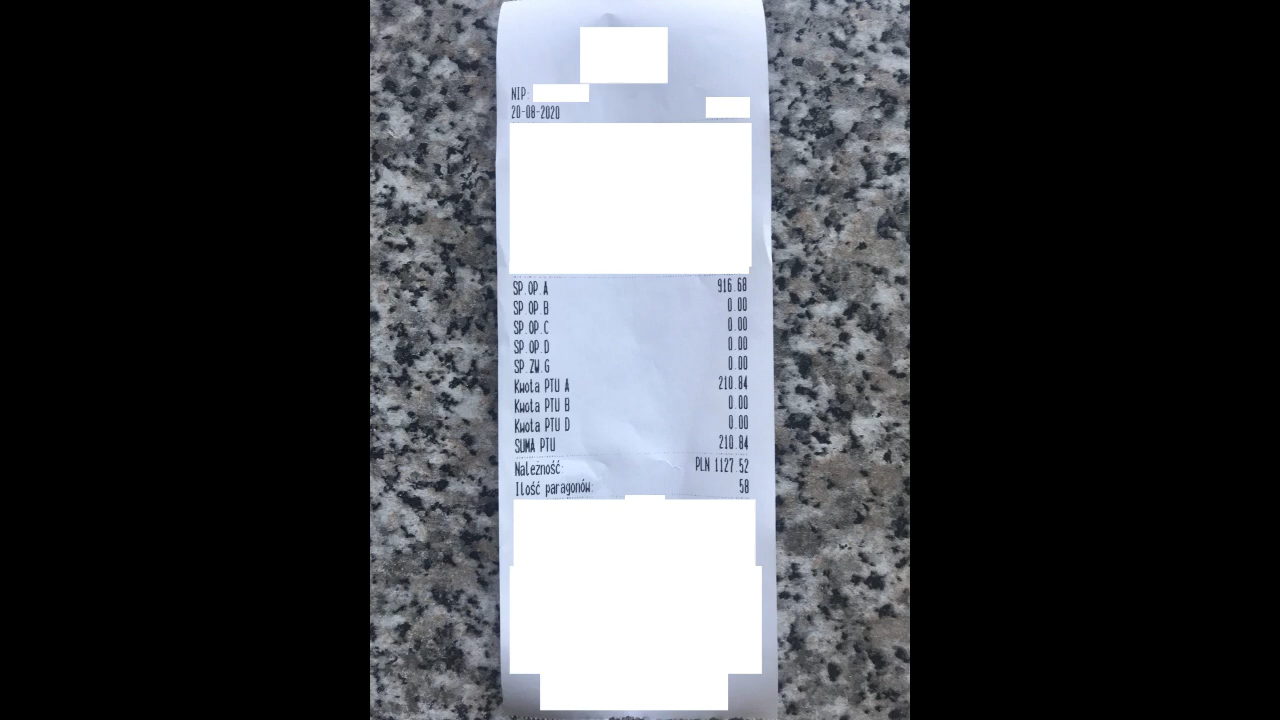 NIP:
20-08-2020
SP.OP.A 916.68
SP.OP.B 0.00
SP.OP.C 0.00
SP.OP.D 0.00
SP.ZW.G 0.00
Kwota PTU A 210.84
Kwota PTU B 0.00
Kwota PTU D 0.00
SUMA PTU 210.84
Należność: PLN 1127.52
Ilość paragonów: 58